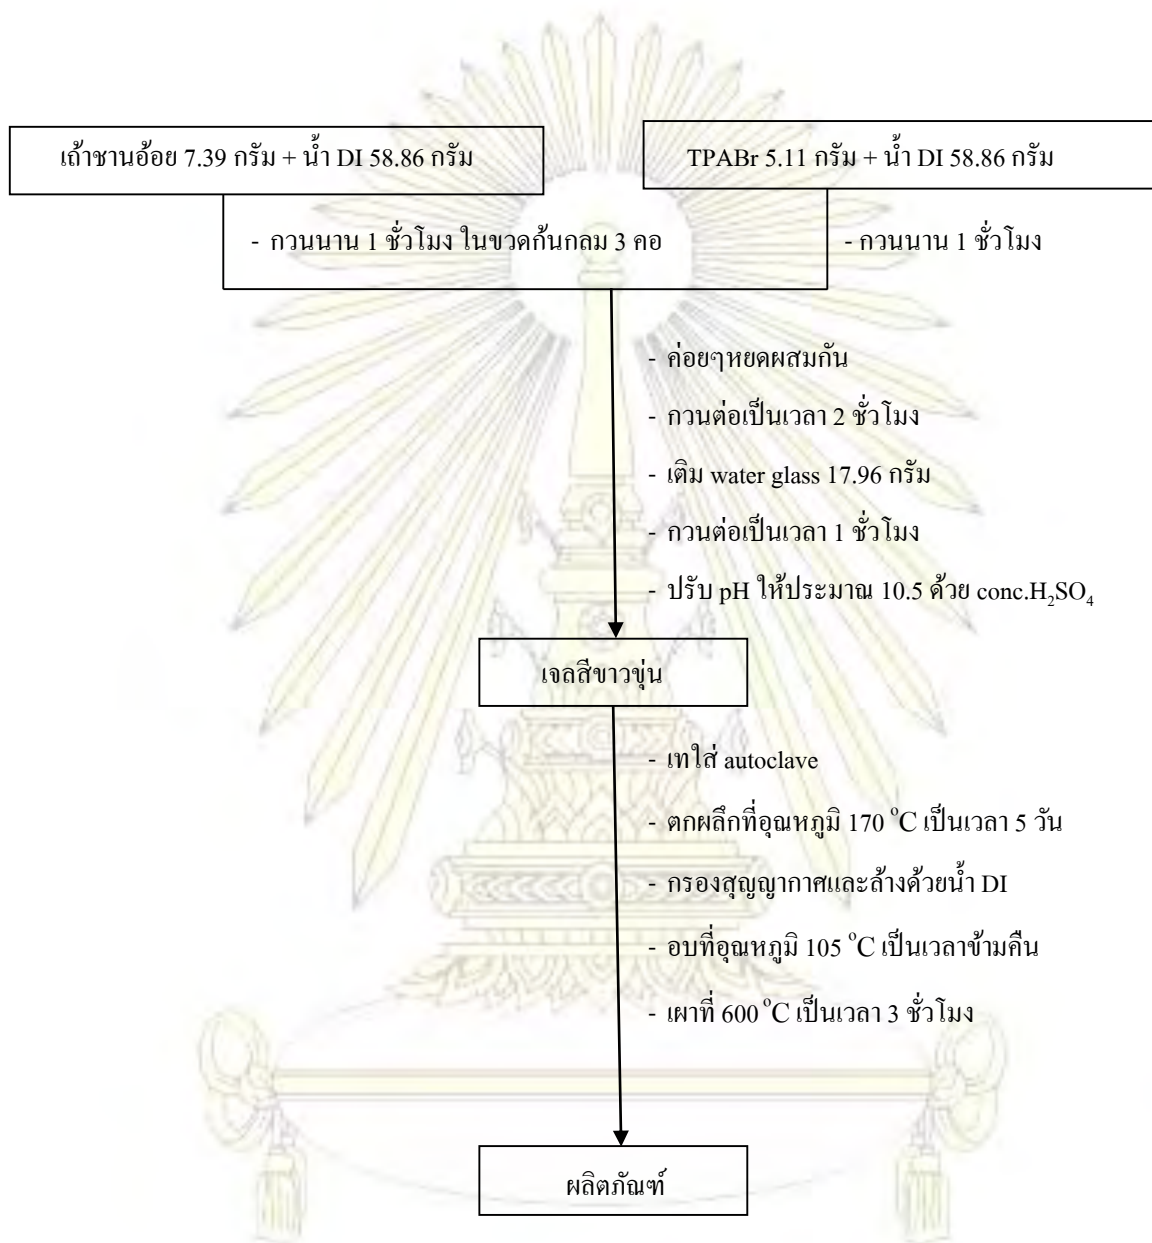 เถ้าชานอ้อย 7.39 กรัม + น้ำ DI 58.86 กรัม
TPABr 5.11 กรัม + น้ำ DI 58.86 กรัม
- กวนนาน 1 ชั่วโมง ในขวดก้นกลม 3 คอ
- กวนนาน 1 ชั่วโมง
- ค่อยๆหยดผสมกัน
- กวนต่อเป็นเวลา 2 ชั่วโมง
- เติม water glass 17.96 กรัม
- กวนต่อเป็นเวลา 1 ชั่วโมง
- ปรับ pH ให้ประมาณ 10.5 ด้วย conc.H₂SO₄
เจลสีขาวขุ่น
- เทใส่ autoclave
- ตกผลึกที่อุณหภูมิ 170 °C เป็นเวลา 5 วัน
- กรองสุญญากาศและล้างด้วยน้ำ DI
- อบที่อุณหภูมิ 105 °C เป็นเวลาข้ามคืน
- เผาที่ 600 °C เป็นเวลา 3 ชั่วโมง
ผลิตภัณฑ์